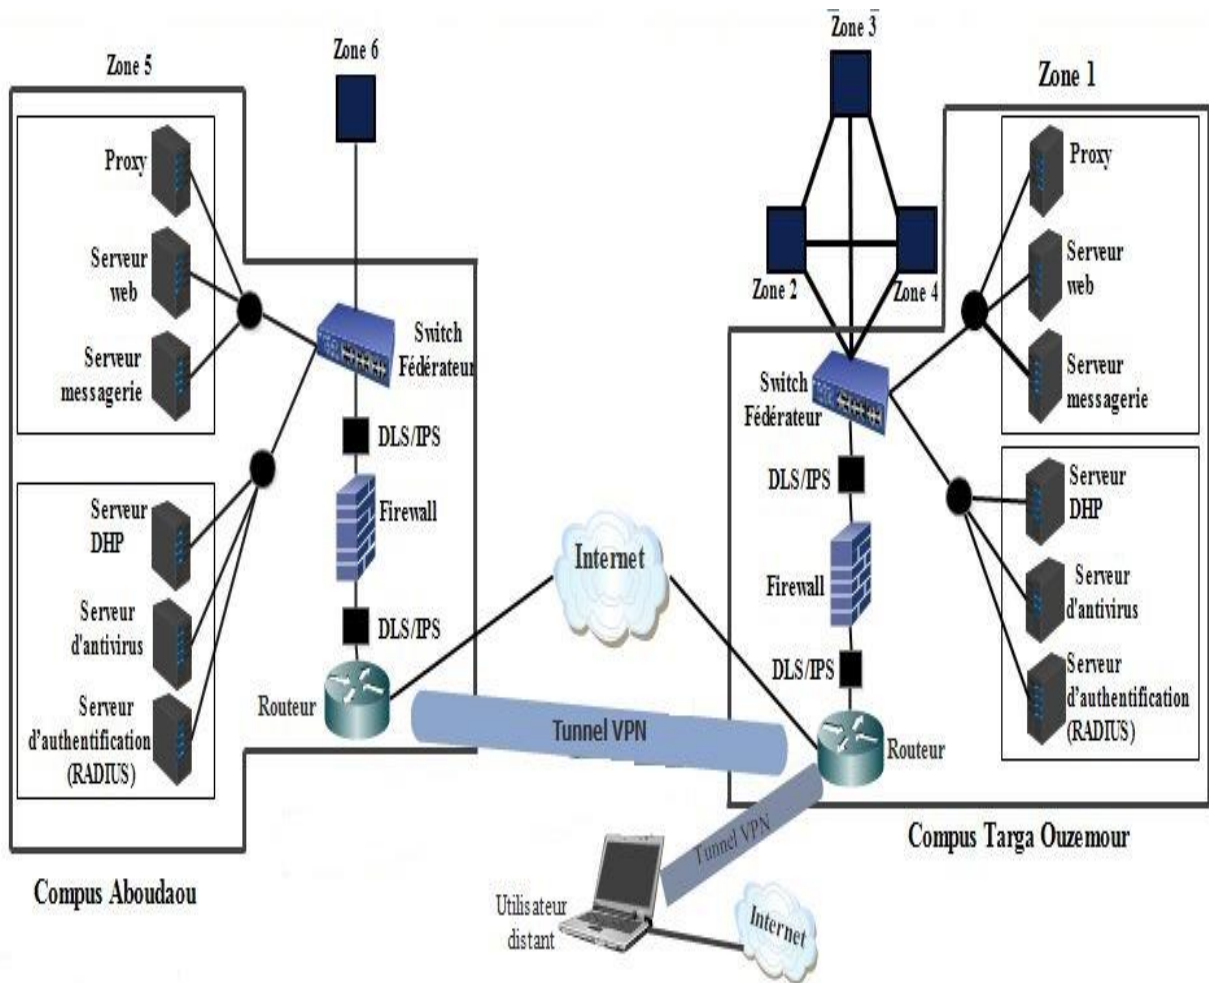 Zone 3
Zone 6
Zone 5
Zone 1
Proxy
Serveur
web
Serveur
messagerie
Switch
Fédérateur
DLS/IPS
Firewall
DLS/IPS
Routeur
Serveur
DHP
Serveur
d'antivirus
Serveur
d'authentification
(RADIUS)
Compus Aboudaou
Internet
Tunnel VPN
Zone 2
Zone 4
Proxy
Serveur
web
Serveur
messagerie
Switch
Fédérateur
DLS/IPS
Firewall
DLS/IPS
Routeur
Serveur
DHP
Serveur
d'antivirus
Serveur
d'authentification
(RADIUS)
Compus Targa Ouzemour
Tunnel VPN
Utilisateur
distant
Internet